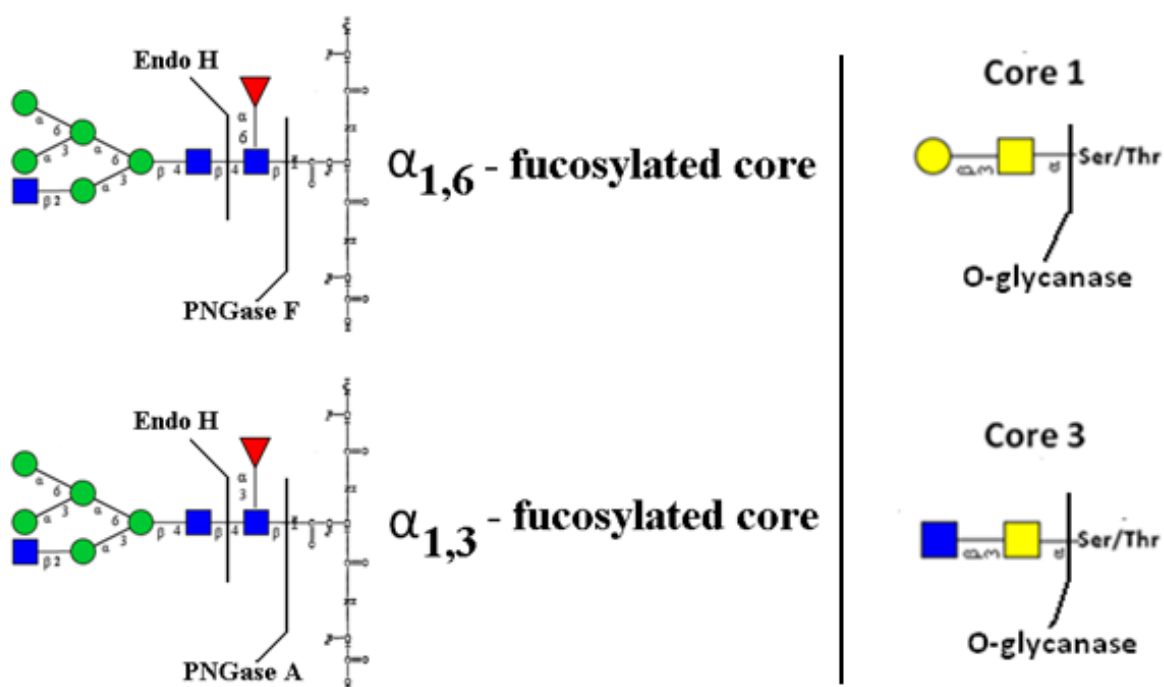 Endo H
α1,6 - fucosylated core
PNGase F
α 6
α 3
α 6
β 2
α 3
β 4
β 4
α 6
β
Endo H
α1,3 - fucosylated core
PNGase A
α 6
α 3
α 6
β 2
α 3
β 4
β 4
α 3
β
Core 1
β 3
α
Ser/Thr
O-glycanase
Core 3
β 3
α
Ser/Thr
O-glycanase